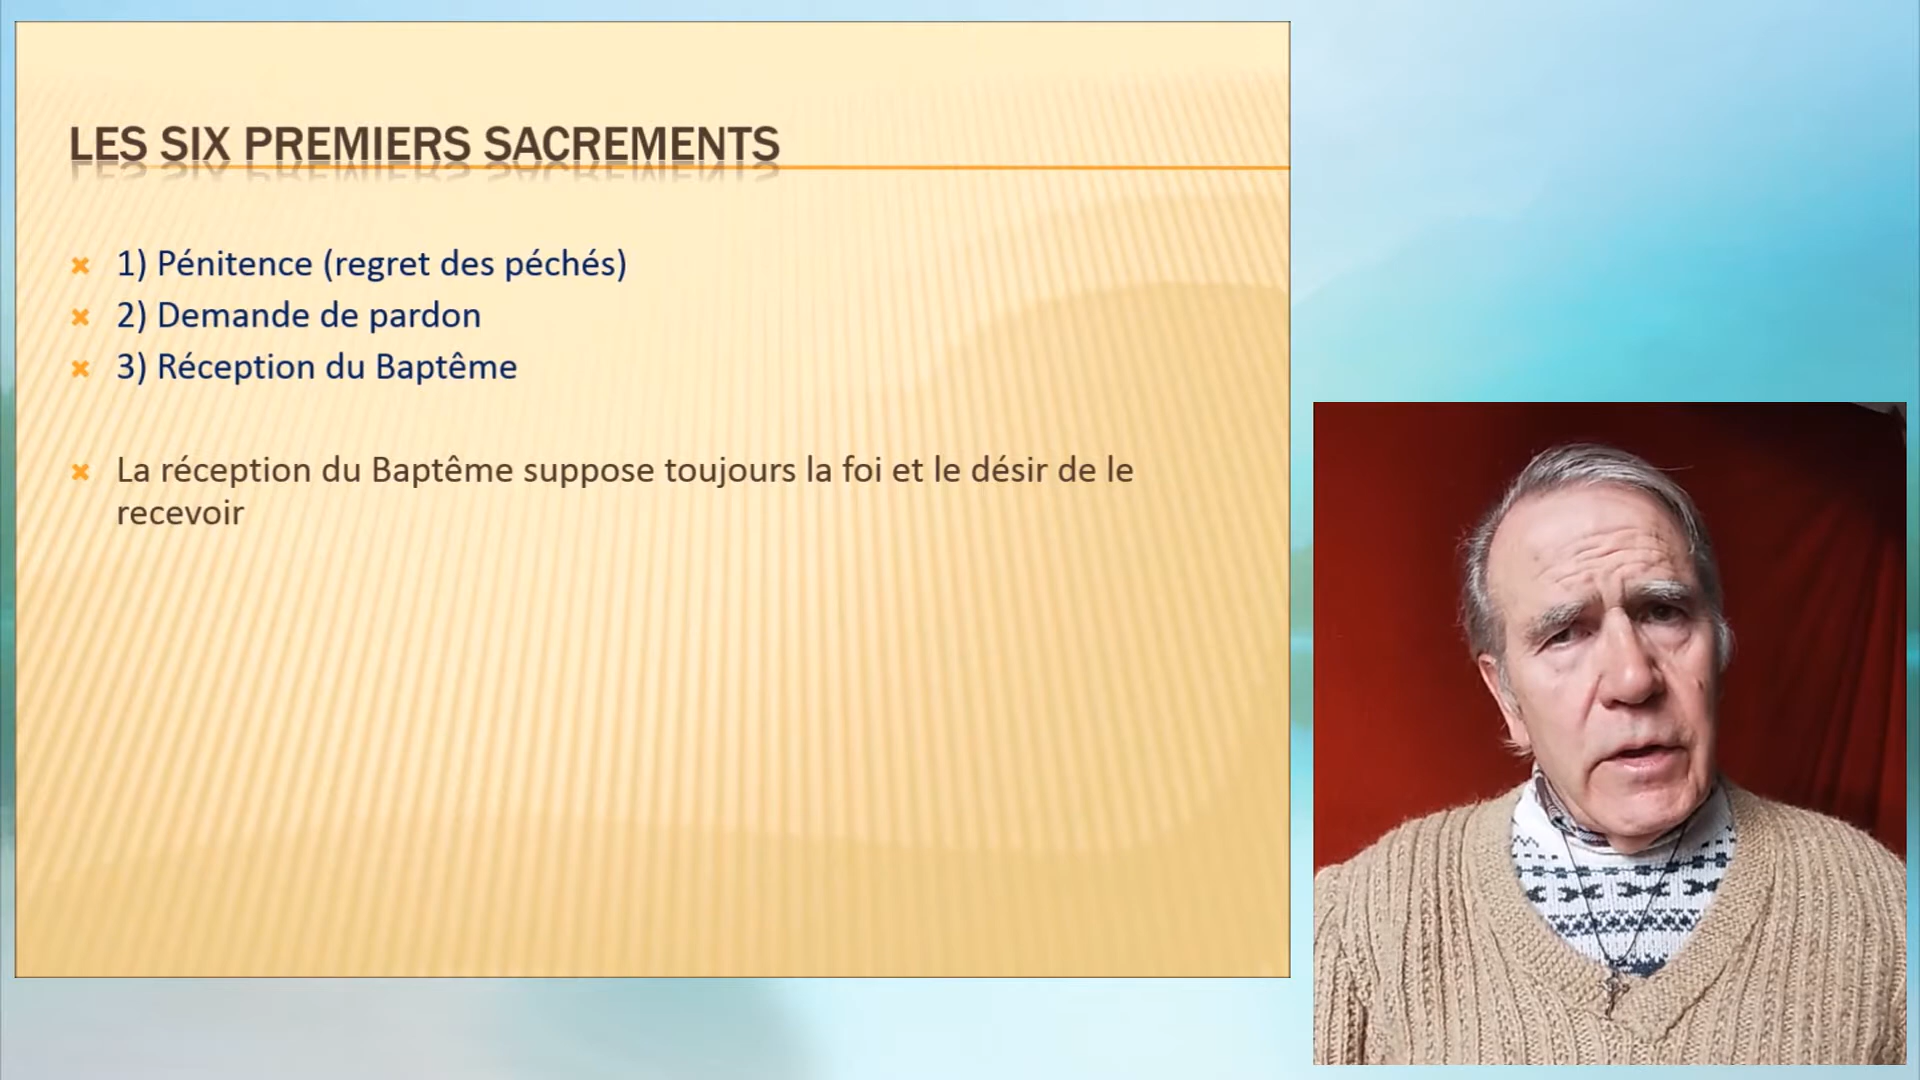 LES SIX PREMIERS SACREMENTS
1) Pénitence (regret des péchés)
2) Demande de pardon
3) Réception du Baptême
La réception du Baptême suppose toujours la foi et le désir de le
recevoir